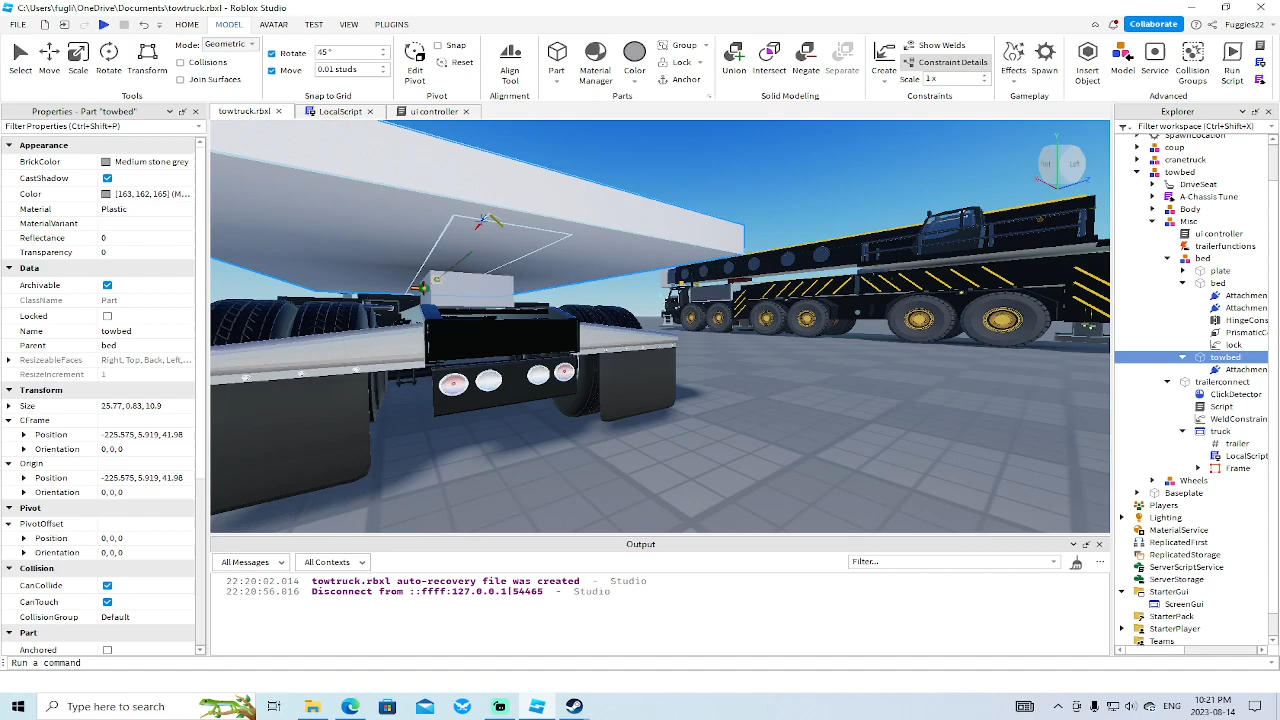 C:\Users\fugli\OneDrive\Documents\towtruck.rbxl - Roblox Studio
FILE HOME MODEL AVATAR TEST VIEW PLUGINS Collaborate Fuggies22
Select Move Scale Rotate Transform
Mode: Geometric
Collisions
Join Surfaces
Tools
Rotate 45°
Move 0.01 studs
Snap to Grid
Edit Pivot
Snap
Reset
Pivot
Align Tool
Alignment
Part Material Manager Color
Group
Lock
Anchor
Parts
Union Intersect Negate Separate
Solid Modeling
Create
Show Welds
Constraint Details
Scale 1 x
Constraints
Effects Spawn
Gameplay
Insert Object Model Service Collision Groups Run Script
Advanced
Properties - Part "towbed"
Filter Properties (Ctrl+Shift+P)
Appearance
BrickColor Medium stone grey
CastShadow
Color [163, 162, 165] (M...
Material Plastic
MaterialVariant
Reflectance 0
Transparency 0
Data
Archivable
ClassName Part
Locked
Name towbed
Parent bed
ResizeableFaces Right, Top, Back, Left,...
ResizeIncrement 1
Transform
Size 25.77, 0.83, 10.9
CFrame
Position -225.575, 5.919, 41.98
Orientation 0, 0, 0
Origin
Position -225.575, 5.919, 41.98
Orientation 0, 0, 0
Pivot
PivotOffset
Position 0, 0, 0
Orientation 0, 0, 0
Collision
CanCollide
CanTouch
CollisionGroup Default
Part
Anchored
towtruck.rbxl LocalScript ui controller
Y
Left
Output
All Messages All Contexts Filter...
22:20:02.014 towtruck.rbxl auto-recovery file was created - Studio
22:20:56.016 Disconnect from ::ffff:127.0.0.1|54465 - Studio
Explorer
Filter workspace (Ctrl+Shift+X)
SpawnLocation
coup
cranetruck
towbed
DriveSeat
A-Chassis Tune
Body
Misc
ui controller
trailerfunctions
bed
plate
bed
Attachmen
Attachmen
HingeCons
PrismaticC
lock
towbed
Attachmen
trailerconnect
ClickDetector
Script
WeldConstrain
truck
trailer
LocalScript
Frame
Wheels
Baseplate
Players
Lighting
MaterialService
ReplicatedFirst
ReplicatedStorage
ServerScriptService
ServerStorage
StarterGui
ScreenGui
StarterPack
StarterPlayer
Teams
Run a command
Type here to search
ENG
10:21 PM
2023-08-14